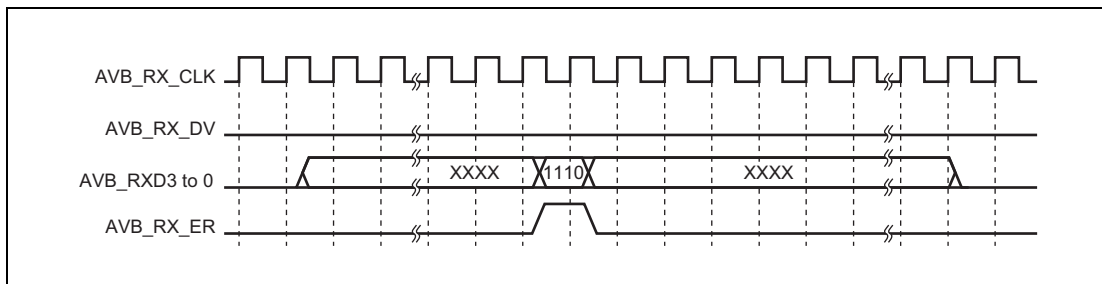 AVB_RX_CLK
AVB_RX_DV
AVB_RXD3 to 0 XXXX 1110 XXXX
AVB_RX_ER